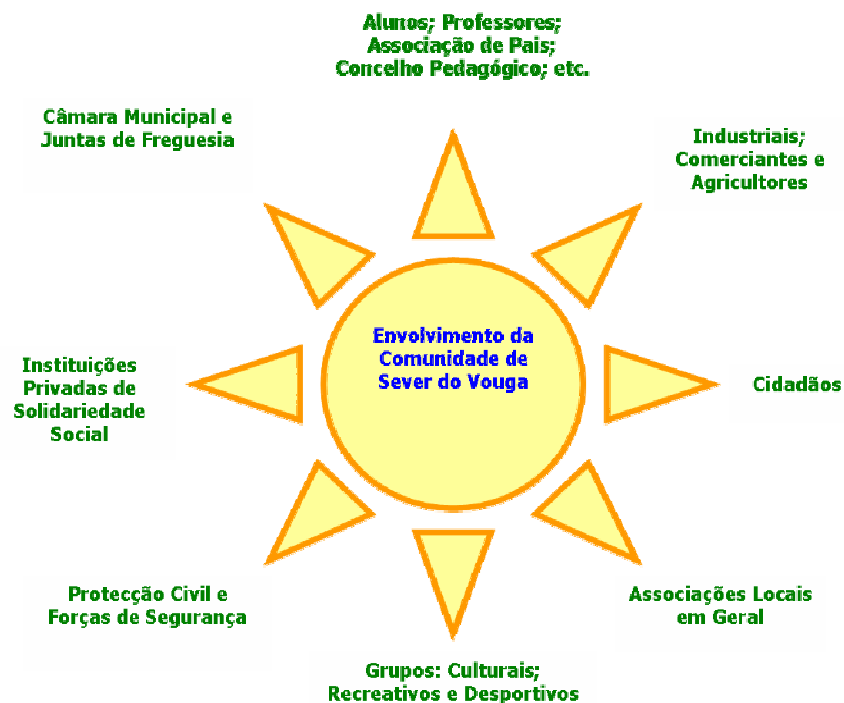 Alunos; Professores;
Associação de Pais;
Concelho Pedagógico; etc.
Câmara Municipal e
Juntas de Freguesia
Industriais;
Comerciantes e
Agricultores
Envolvimento da
Comunidade de
Sever do Vouga
Instituições
Privadas de
Solidariedade
Social
Cidadãos
Protecção Civil e
Forças de Segurança
Associações Locais
em Geral
Grupos: Culturais;
Recreativos e Desportivos